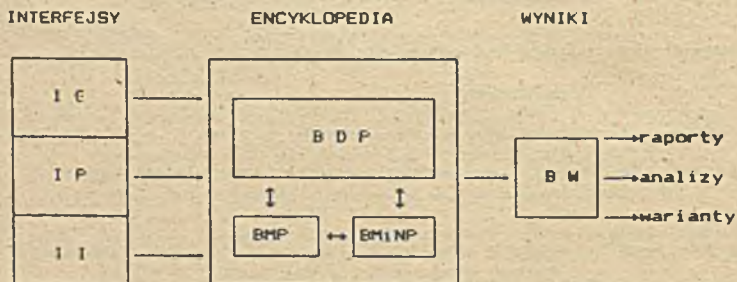 INTERFEJSY ENCYKLOPEDIA WYNIKI
I G
B D P
raporty
I P
B W
analizy
warianty
BMP
BMiNP
I I